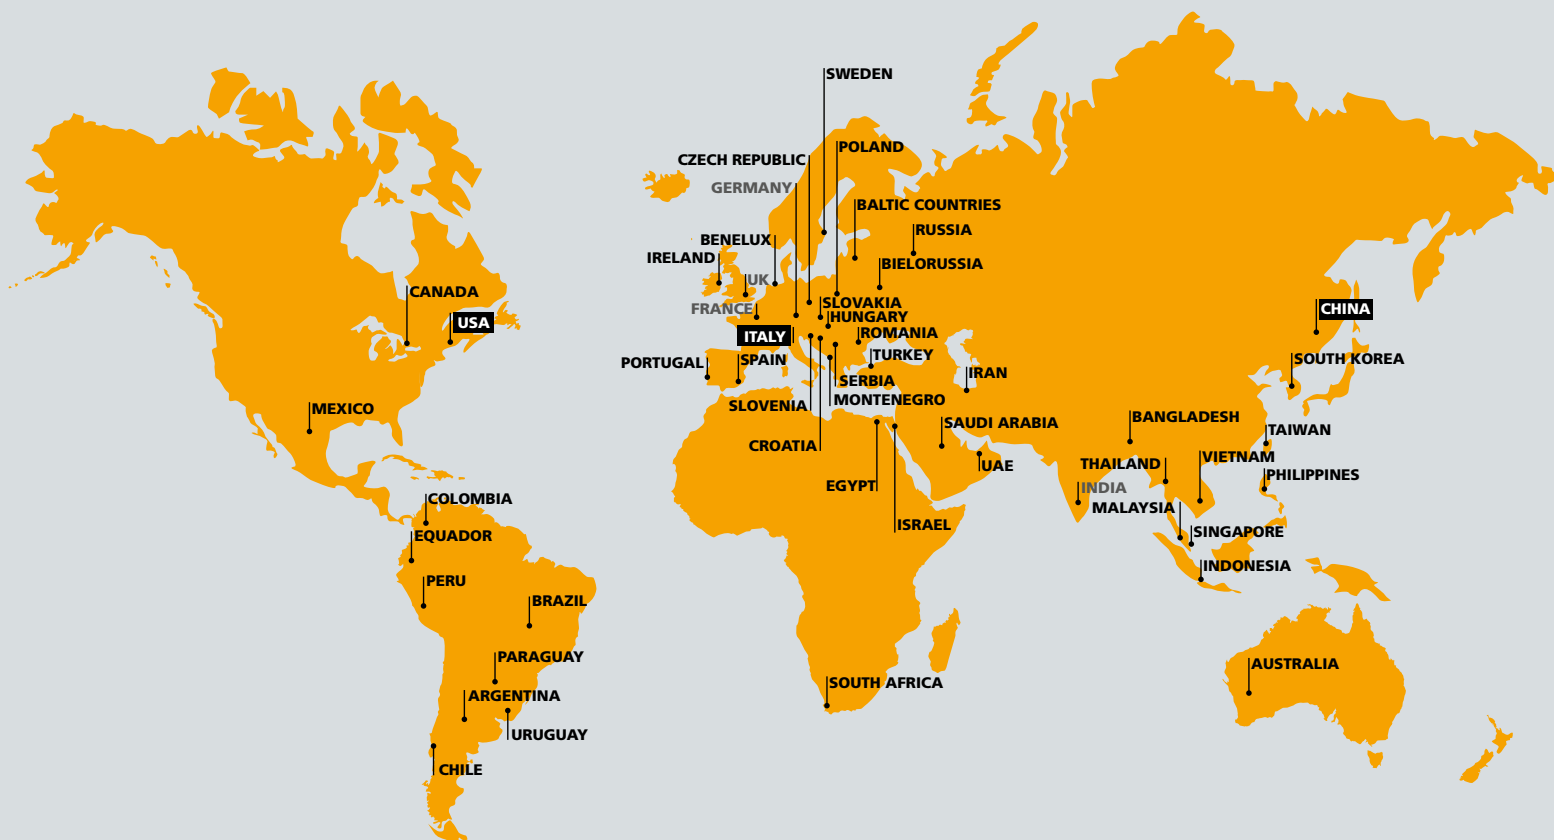 SWEDEN
POLAND
CZECH REPUBLIC
GERMANY
BALTIC COUNTRIES
RUSSIA
BENELUX
IRELAND
BIELORUSSIA
UK
CANADA
SLOVAKIA
FRANCE
CHINA
HUNGARY
USA
ROMANIA
ITALY
TURKEY
SOUTH KOREA
SPAIN
PORTUGAL
IRAN
SERBIA
MONTENEGRO
SLOVENIA
MEXICO
BANGLADESH
SAUDI ARABIA
TAIWAN
CROATIA
VIETNAM
THAILAND
UAE
PHILIPPINES
EGYPT
INDIA
COLOMBIA
MALAYSIA
ISRAEL
SINGAPORE
EQUADOR
INDONESIA
PERU
BRAZIL
PARAGUAY
AUSTRALIA
SOUTH AFRICA
ARGENTINA
URUGUAY
CHILE